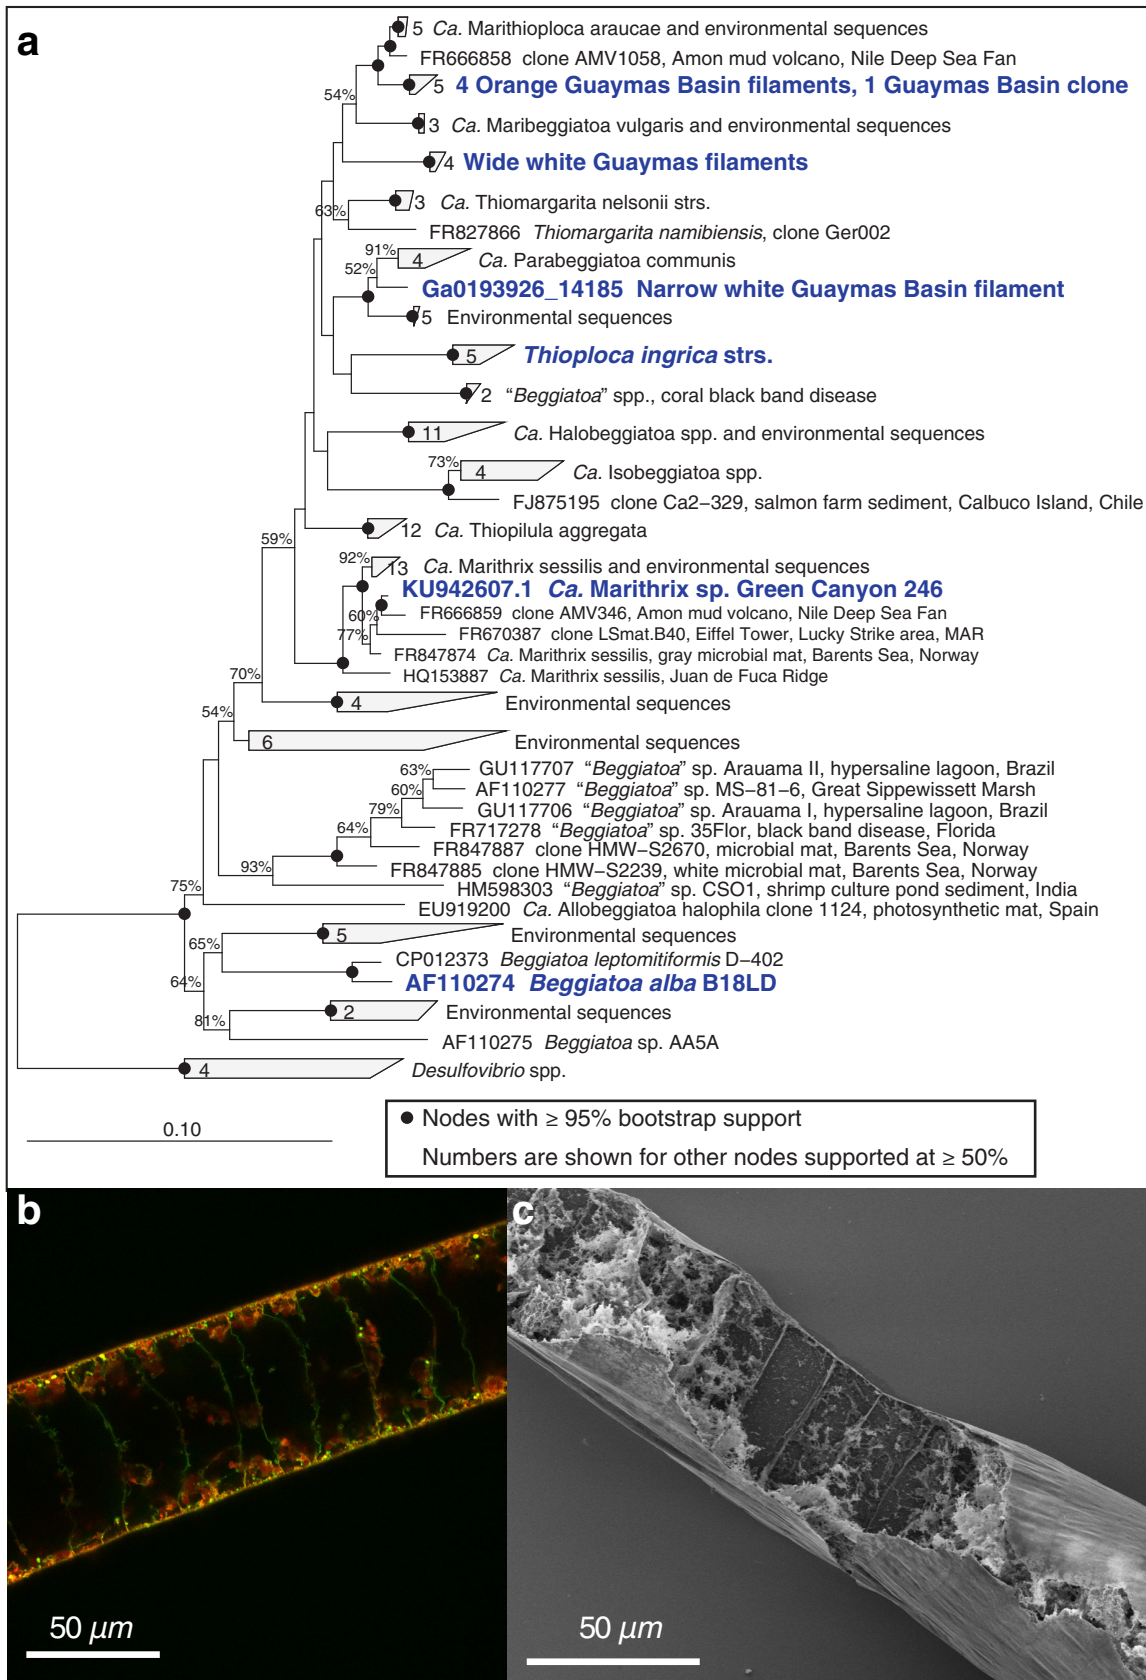 a
5 Ca. Marithioploca araucae and environmental sequences
FR666858 clone AMV1058, Amon mud volcano, Nile Deep Sea Fan
5 4 Orange Guaymas Basin filaments, 1 Guaymas Basin clone
54%
3 Ca. Maribeggiatoa vulgaris and environmental sequences
4 Wide white Guaymas filaments
3 Ca. Thiomargarita nelsonii strs.
63%
FR827866 Thiomargarita namibiensis, clone Ger002
91%
4 Ca. Parabeggiatoa communis
52%
Ga0193926_14185 Narrow white Guaymas Basin filament
5 Environmental sequences
5 Thioploca ingrica strs.
2 “Beggiatoa” spp., coral black band disease
11 Ca. Halobeggiatoa spp. and environmental sequences
73%
4 Ca. Isobeggiatoa spp.
FJ875195 clone Ca2−329, salmon farm sediment, Calbuco Island, Chile
12 Ca. Thiopilula aggregata
59%
92%
13 Ca. Marithrix sessilis and environmental sequences
KU942607.1 Ca. Marithrix sp. Green Canyon 246
60%
FR666859 clone AMV346, Amon mud volcano, Nile Deep Sea Fan
77%
FR670387 clone LSmat.B40, Eiffel Tower, Lucky Strike area, MAR
FR847874 Ca. Marithrix sessilis, gray microbial mat, Barents Sea, Norway
HQ153887 Ca. Marithrix sessilis, Juan de Fuca Ridge
70%
4 Environmental sequences
54%
6 Environmental sequences
63%
GU117707 “Beggiatoa” sp. Arauama II, hypersaline lagoon, Brazil
60%
AF110277 “Beggiatoa” sp. MS−81−6, Great Sippewissett Marsh
79%
GU117706 “Beggiatoa” sp. Arauama I, hypersaline lagoon, Brazil
64%
FR717278 “Beggiatoa” sp. 35Flor, black band disease, Florida
FR847887 clone HMW−S2670, microbial mat, Barents Sea, Norway
93%
FR847885 clone HMW−S2239, white microbial mat, Barents Sea, Norway
HM598303 “Beggiatoa” sp. CSO1, shrimp culture pond sediment, India
75%
EU919200 Ca. Allobeggiatoa halophila clone 1124, photosynthetic mat, Spain
5 Environmental sequences
65%
CP012373 Beggiatoa leptomitiformis D−402
64%
AF110274 Beggiatoa alba B18LD
2 Environmental sequences
81%
AF110275 Beggiatoa sp. AA5A
4 Desulfovibrio spp.
0.10
Nodes with ≥ 95% bootstrap support
Numbers are shown for other nodes supported at ≥ 50%
b
50 µm
c
50 µm